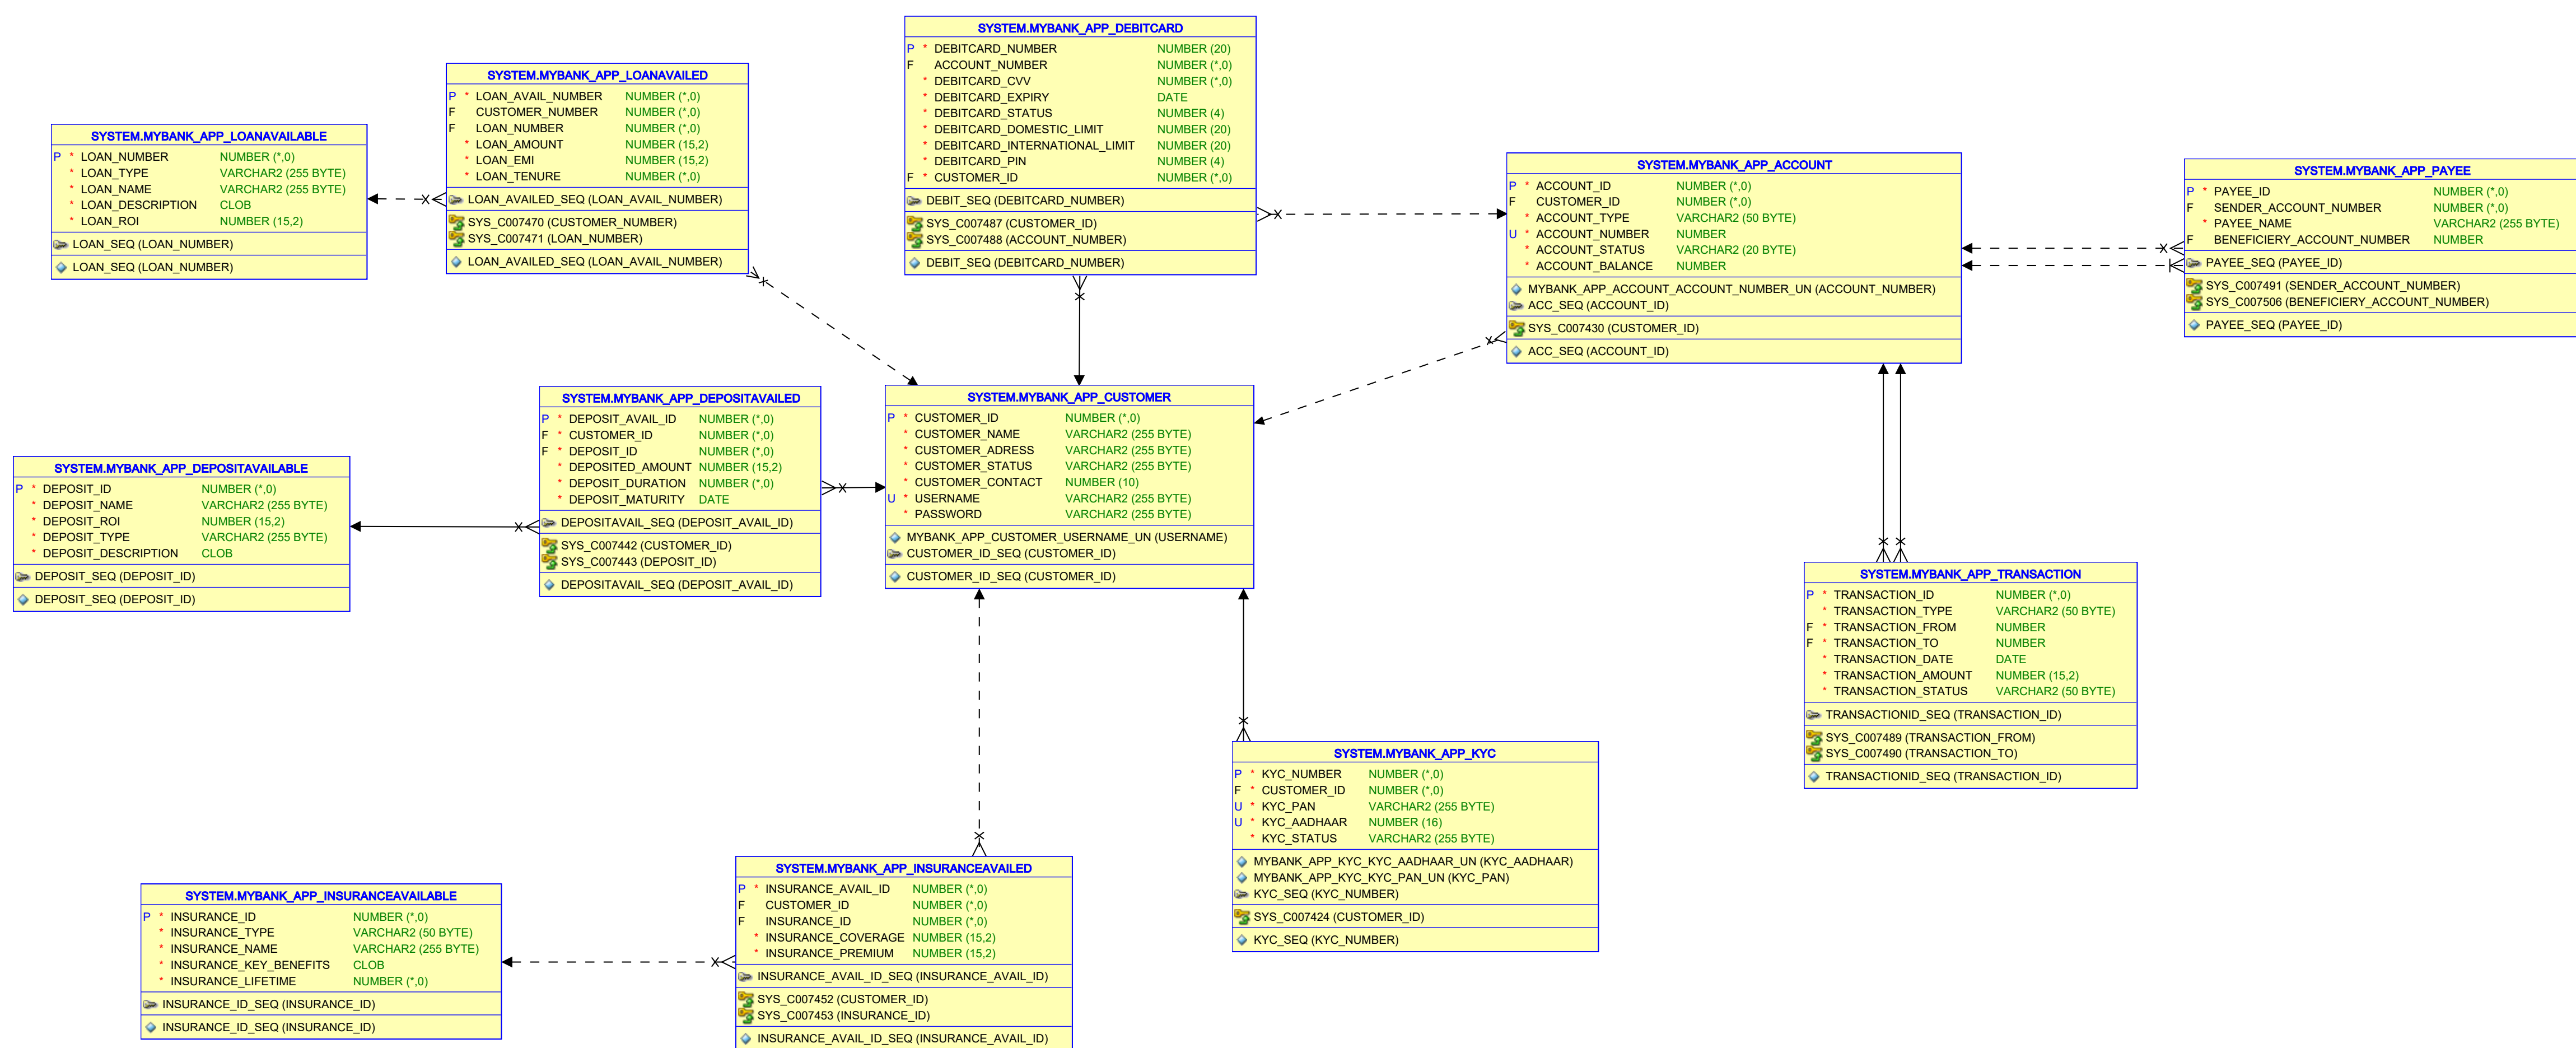 SYSTEM.MYBANK_APP_LOANAVAILABLE
P * LOAN_NUMBER NUMBER (*,0)
* LOAN_TYPE VARCHAR2 (255 BYTE)
* LOAN_NAME VARCHAR2 (255 BYTE)
* LOAN_DESCRIPTION CLOB
* LOAN_ROI NUMBER (15,2)
LOAN_SEQ (LOAN_NUMBER)
LOAN_SEQ (LOAN_NUMBER)
SYSTEM.MYBANK_APP_LOANAVAILED
P * LOAN_AVAIL_NUMBER NUMBER (*,0)
F CUSTOMER_NUMBER NUMBER (*,0)
F LOAN_NUMBER NUMBER (*,0)
* LOAN_AMOUNT NUMBER (15,2)
* LOAN_EMI NUMBER (15,2)
* LOAN_TENURE NUMBER (*,0)
LOAN_AVAILED_SEQ (LOAN_AVAIL_NUMBER)
SYS_C007470 (CUSTOMER_NUMBER)
SYS_C007471 (LOAN_NUMBER)
LOAN_AVAILED_SEQ (LOAN_AVAIL_NUMBER)
SYSTEM.MYBANK_APP_DEBITCARD
P * DEBITCARD_NUMBER NUMBER (20)
F ACCOUNT_NUMBER NUMBER (*,0)
* DEBITCARD_CVV NUMBER (*,0)
* DEBITCARD_EXPIRY DATE
* DEBITCARD_STATUS NUMBER (4)
* DEBITCARD_DOMESTIC_LIMIT NUMBER (20)
* DEBITCARD_INTERNATIONAL_LIMIT NUMBER (20)
* DEBITCARD_PIN NUMBER (4)
F * CUSTOMER_ID NUMBER (*,0)
DEBIT_SEQ (DEBITCARD_NUMBER)
SYS_C007487 (CUSTOMER_ID)
SYS_C007488 (ACCOUNT_NUMBER)
DEBIT_SEQ (DEBITCARD_NUMBER)
SYSTEM.MYBANK_APP_ACCOUNT
P * ACCOUNT_ID NUMBER (*,0)
F CUSTOMER_ID NUMBER (*,0)
* ACCOUNT_TYPE VARCHAR2 (50 BYTE)
U * ACCOUNT_NUMBER NUMBER
* ACCOUNT_STATUS VARCHAR2 (20 BYTE)
* ACCOUNT_BALANCE NUMBER
MYBANK_APP_ACCOUNT_ACCOUNT_NUMBER_UN (ACCOUNT_NUMBER)
ACC_SEQ (ACCOUNT_ID)
SYS_C007430 (CUSTOMER_ID)
ACC_SEQ (ACCOUNT_ID)
SYSTEM.MYBANK_APP_PAYEE
P * PAYEE_ID NUMBER (*,0)
F SENDER_ACCOUNT_NUMBER NUMBER (*,0)
* PAYEE_NAME VARCHAR2 (255 BYTE)
F BENEFICIERY_ACCOUNT_NUMBER NUMBER
PAYEE_SEQ (PAYEE_ID)
SYS_C007491 (SENDER_ACCOUNT_NUMBER)
SYS_C007506 (BENEFICIERY_ACCOUNT_NUMBER)
PAYEE_SEQ (PAYEE_ID)
SYSTEM.MYBANK_APP_DEPOSITAVAILABLE
P * DEPOSIT_ID NUMBER (*,0)
* DEPOSIT_NAME VARCHAR2 (255 BYTE)
* DEPOSIT_ROI NUMBER (15,2)
* DEPOSIT_TYPE VARCHAR2 (255 BYTE)
* DEPOSIT_DESCRIPTION CLOB
DEPOSIT_SEQ (DEPOSIT_ID)
DEPOSIT_SEQ (DEPOSIT_ID)
SYSTEM.MYBANK_APP_DEPOSITAVAILED
P * DEPOSIT_AVAIL_ID NUMBER (*,0)
F * CUSTOMER_ID NUMBER (*,0)
F * DEPOSIT_ID NUMBER (*,0)
* DEPOSITED_AMOUNT NUMBER (15,2)
* DEPOSIT_DURATION NUMBER (*,0)
* DEPOSIT_MATURITY DATE
DEPOSITAVAIL_SEQ (DEPOSIT_AVAIL_ID)
SYS_C007442 (CUSTOMER_ID)
SYS_C007443 (DEPOSIT_ID)
DEPOSITAVAIL_SEQ (DEPOSIT_AVAIL_ID)
SYSTEM.MYBANK_APP_CUSTOMER
P * CUSTOMER_ID NUMBER (*,0)
* CUSTOMER_NAME VARCHAR2 (255 BYTE)
* CUSTOMER_ADRESS VARCHAR2 (255 BYTE)
* CUSTOMER_STATUS VARCHAR2 (255 BYTE)
* CUSTOMER_CONTACT NUMBER (10)
U * USERNAME VARCHAR2 (255 BYTE)
* PASSWORD VARCHAR2 (255 BYTE)
MYBANK_APP_CUSTOMER_USERNAME_UN (USERNAME)
CUSTOMER_ID_SEQ (CUSTOMER_ID)
CUSTOMER_ID_SEQ (CUSTOMER_ID)
SYSTEM.MYBANK_APP_TRANSACTION
P * TRANSACTION_ID NUMBER (*,0)
* TRANSACTION_TYPE VARCHAR2 (50 BYTE)
F * TRANSACTION_FROM NUMBER
F * TRANSACTION_TO NUMBER
* TRANSACTION_DATE DATE
* TRANSACTION_AMOUNT NUMBER (15,2)
* TRANSACTION_STATUS VARCHAR2 (50 BYTE)
TRANSACTIONID_SEQ (TRANSACTION_ID)
SYS_C007489 (TRANSACTION_FROM)
SYS_C007490 (TRANSACTION_TO)
TRANSACTIONID_SEQ (TRANSACTION_ID)
SYSTEM.MYBANK_APP_KYC
P * KYC_NUMBER NUMBER (*,0)
F * CUSTOMER_ID NUMBER (*,0)
U * KYC_PAN VARCHAR2 (255 BYTE)
U * KYC_AADHAAR NUMBER (16)
* KYC_STATUS VARCHAR2 (255 BYTE)
MYBANK_APP_KYC_KYC_AADHAAR_UN (KYC_AADHAAR)
MYBANK_APP_KYC_KYC_PAN_UN (KYC_PAN)
KYC_SEQ (KYC_NUMBER)
SYS_C007424 (CUSTOMER_ID)
KYC_SEQ (KYC_NUMBER)
SYSTEM.MYBANK_APP_INSURANCEAVAILABLE
P * INSURANCE_ID NUMBER (*,0)
* INSURANCE_TYPE VARCHAR2 (50 BYTE)
* INSURANCE_NAME VARCHAR2 (255 BYTE)
* INSURANCE_KEY_BENEFITS CLOB
* INSURANCE_LIFETIME NUMBER (*,0)
INSURANCE_ID_SEQ (INSURANCE_ID)
INSURANCE_ID_SEQ (INSURANCE_ID)
SYSTEM.MYBANK_APP_INSURANCEAVAILED
P * INSURANCE_AVAIL_ID NUMBER (*,0)
F CUSTOMER_ID NUMBER (*,0)
F INSURANCE_ID NUMBER (*,0)
* INSURANCE_COVERAGE NUMBER (15,2)
* INSURANCE_PREMIUM NUMBER (15,2)
INSURANCE_AVAIL_ID_SEQ (INSURANCE_AVAIL_ID)
SYS_C007452 (CUSTOMER_ID)
SYS_C007453 (INSURANCE_ID)
INSURANCE_AVAIL_ID_SEQ (INSURANCE_AVAIL_ID)